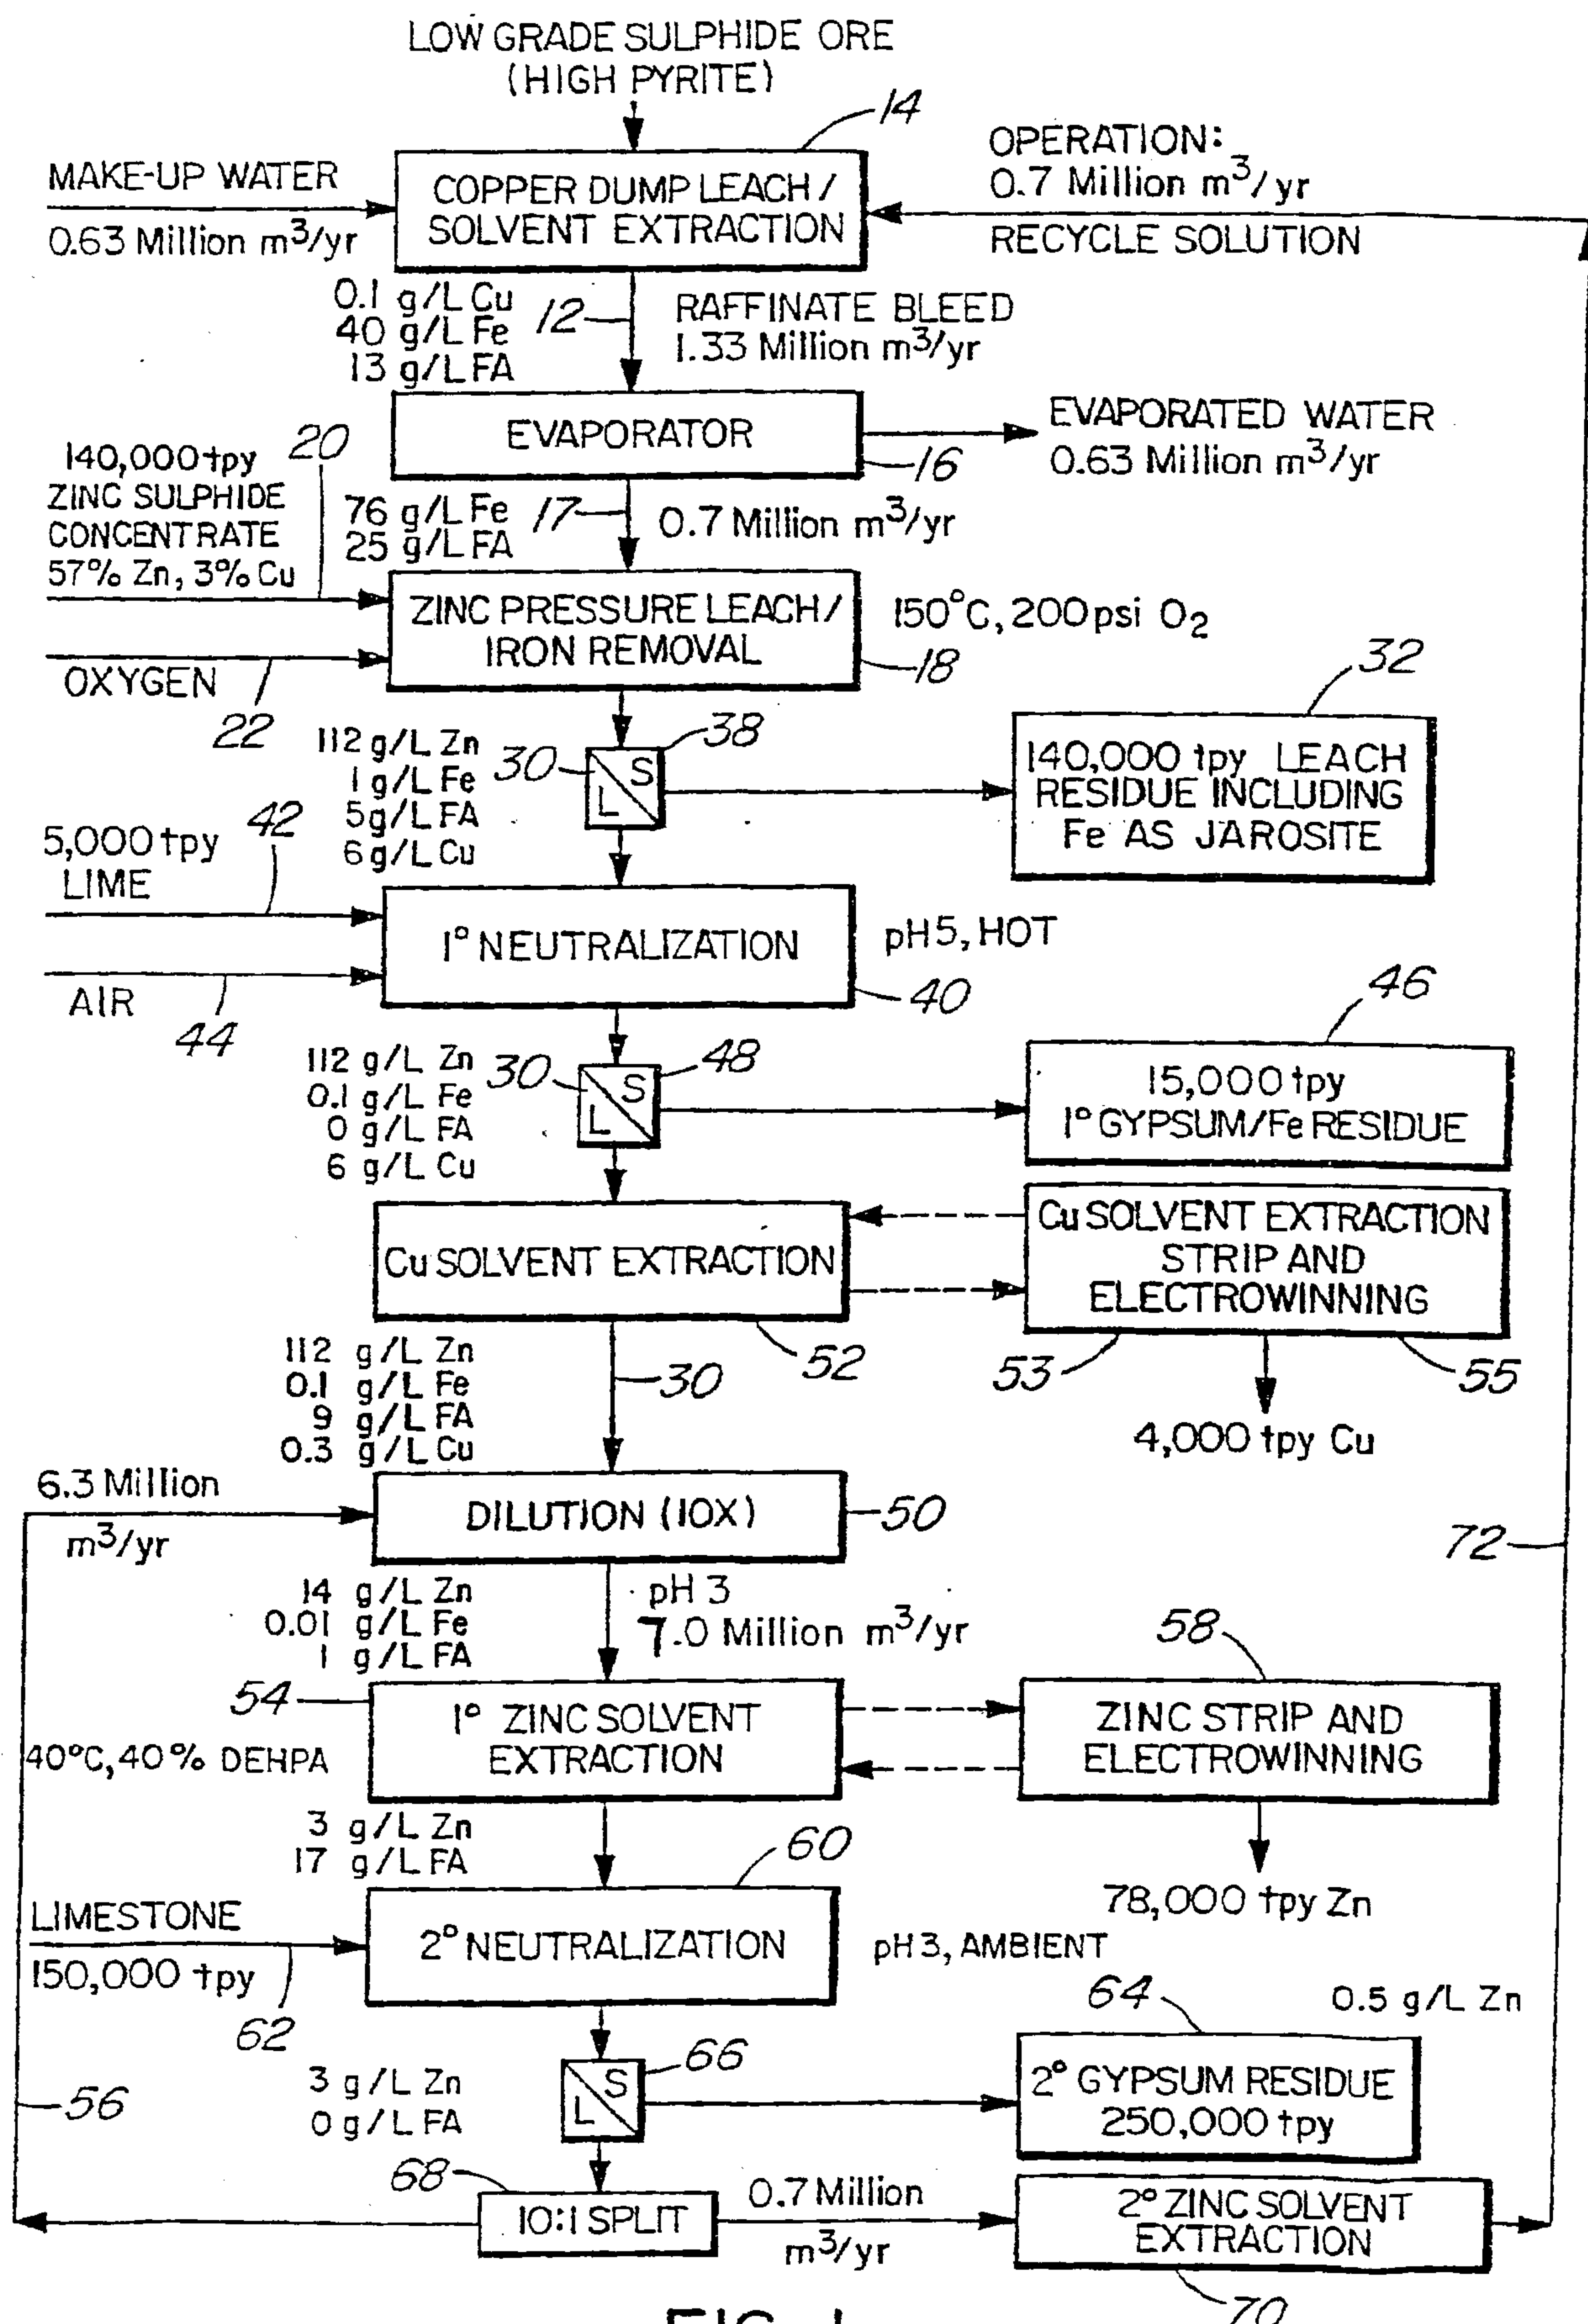 LOW GRADE SULPHIDE ORE
(HIGH PYRITE)
14
MAKE-UP WATER
0.63 Million m³/yr
COPPER DUMP LEACH/
SOLVENT EXTRACTION
OPERATION:
0.7 Million m³/yr
RECYCLE SOLUTION
0.1 g/L Cu
40 g/L Fe
13 g/L FA
12
RAFFINATE BLEED
1.33 Million m³/yr
EVAPORATOR
16
EVAPORATED WATER
0.63 Million m³/yr
140,000 tpy
ZINC SULPHIDE
CONCENTRATE
57% Zn, 3% Cu
20
76 g/L Fe
25 g/L FA
17
0.7 Million m³/yr
ZINC PRESSURE LEACH/
IRON REMOVAL
18
150°C, 200psi O₂
OXYGEN
22
112 g/L Zn
1 g/L Fe
5g/L FA
6g/L Cu
30
38
S
L
32
140,000 tpy LEACH
RESIDUE INCLUDING
Fe AS JAROSITE
5,000 tpy
LIME
42
1° NEUTRALIZATION
pH5, HOT
40
AIR
44
112 g/L Zn
0.1 g/L Fe
0 g/L FA
6 g/L Cu
30
48
S
L
46
15,000 tpy
1° GYPSUM/Fe RESIDUE
Cu SOLVENT EXTRACTION
52
Cu SOLVENT EXTRACTION
STRIP AND
ELECTROWINNING
53
55
4,000 tpy Cu
112 g/L Zn
0.1 g/L Fe
9 g/L FA
0.3 g/L Cu
30
6.3 Million
m³/yr
DILUTION (10X)
50
72
14 g/L Zn
0.01 g/L Fe
1 g/L FA
pH 3
7.0 Million m³/yr
54
40°C, 40% DEHPA
1° ZINC SOLVENT
EXTRACTION
58
ZINC STRIP AND
ELECTROWINNING
78,000 tpy Zn
3 g/L Zn
17 g/L FA
60
LIMESTONE
150,000 tpy
62
2° NEUTRALIZATION
pH 3, AMBIENT
3 g/L Zn
0 g/L FA
66
S
L
64
0.5 g/L Zn
2° GYPSUM RESIDUE
250,000 tpy
56
68
10:1 SPLIT
0.7 Million
m³/yr
2° ZINC SOLVENT
EXTRACTION
70
FIG. 1